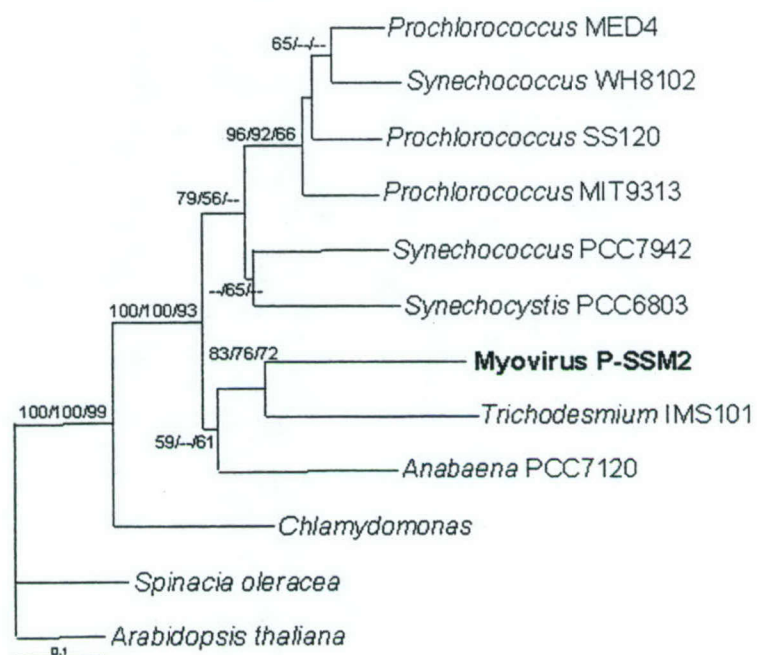 Prochlorococcus MED4
65/--/--
Synechococcus WH8102
96/92/66
Prochlorococcus SS120
Prochlorococcus MIT9313
79/56/--
Synechococcus PCC7942
--/65/--
Synechocystis PCC6803
100/100/93
83/76/72
Myovirus P-SSM2
Trichodesmium IMS101
100/100/99
59/--/61
Anabaena PCC7120
Chlamydomonas
Spinacia oleracea
Arabidopsis thaliana
0.1